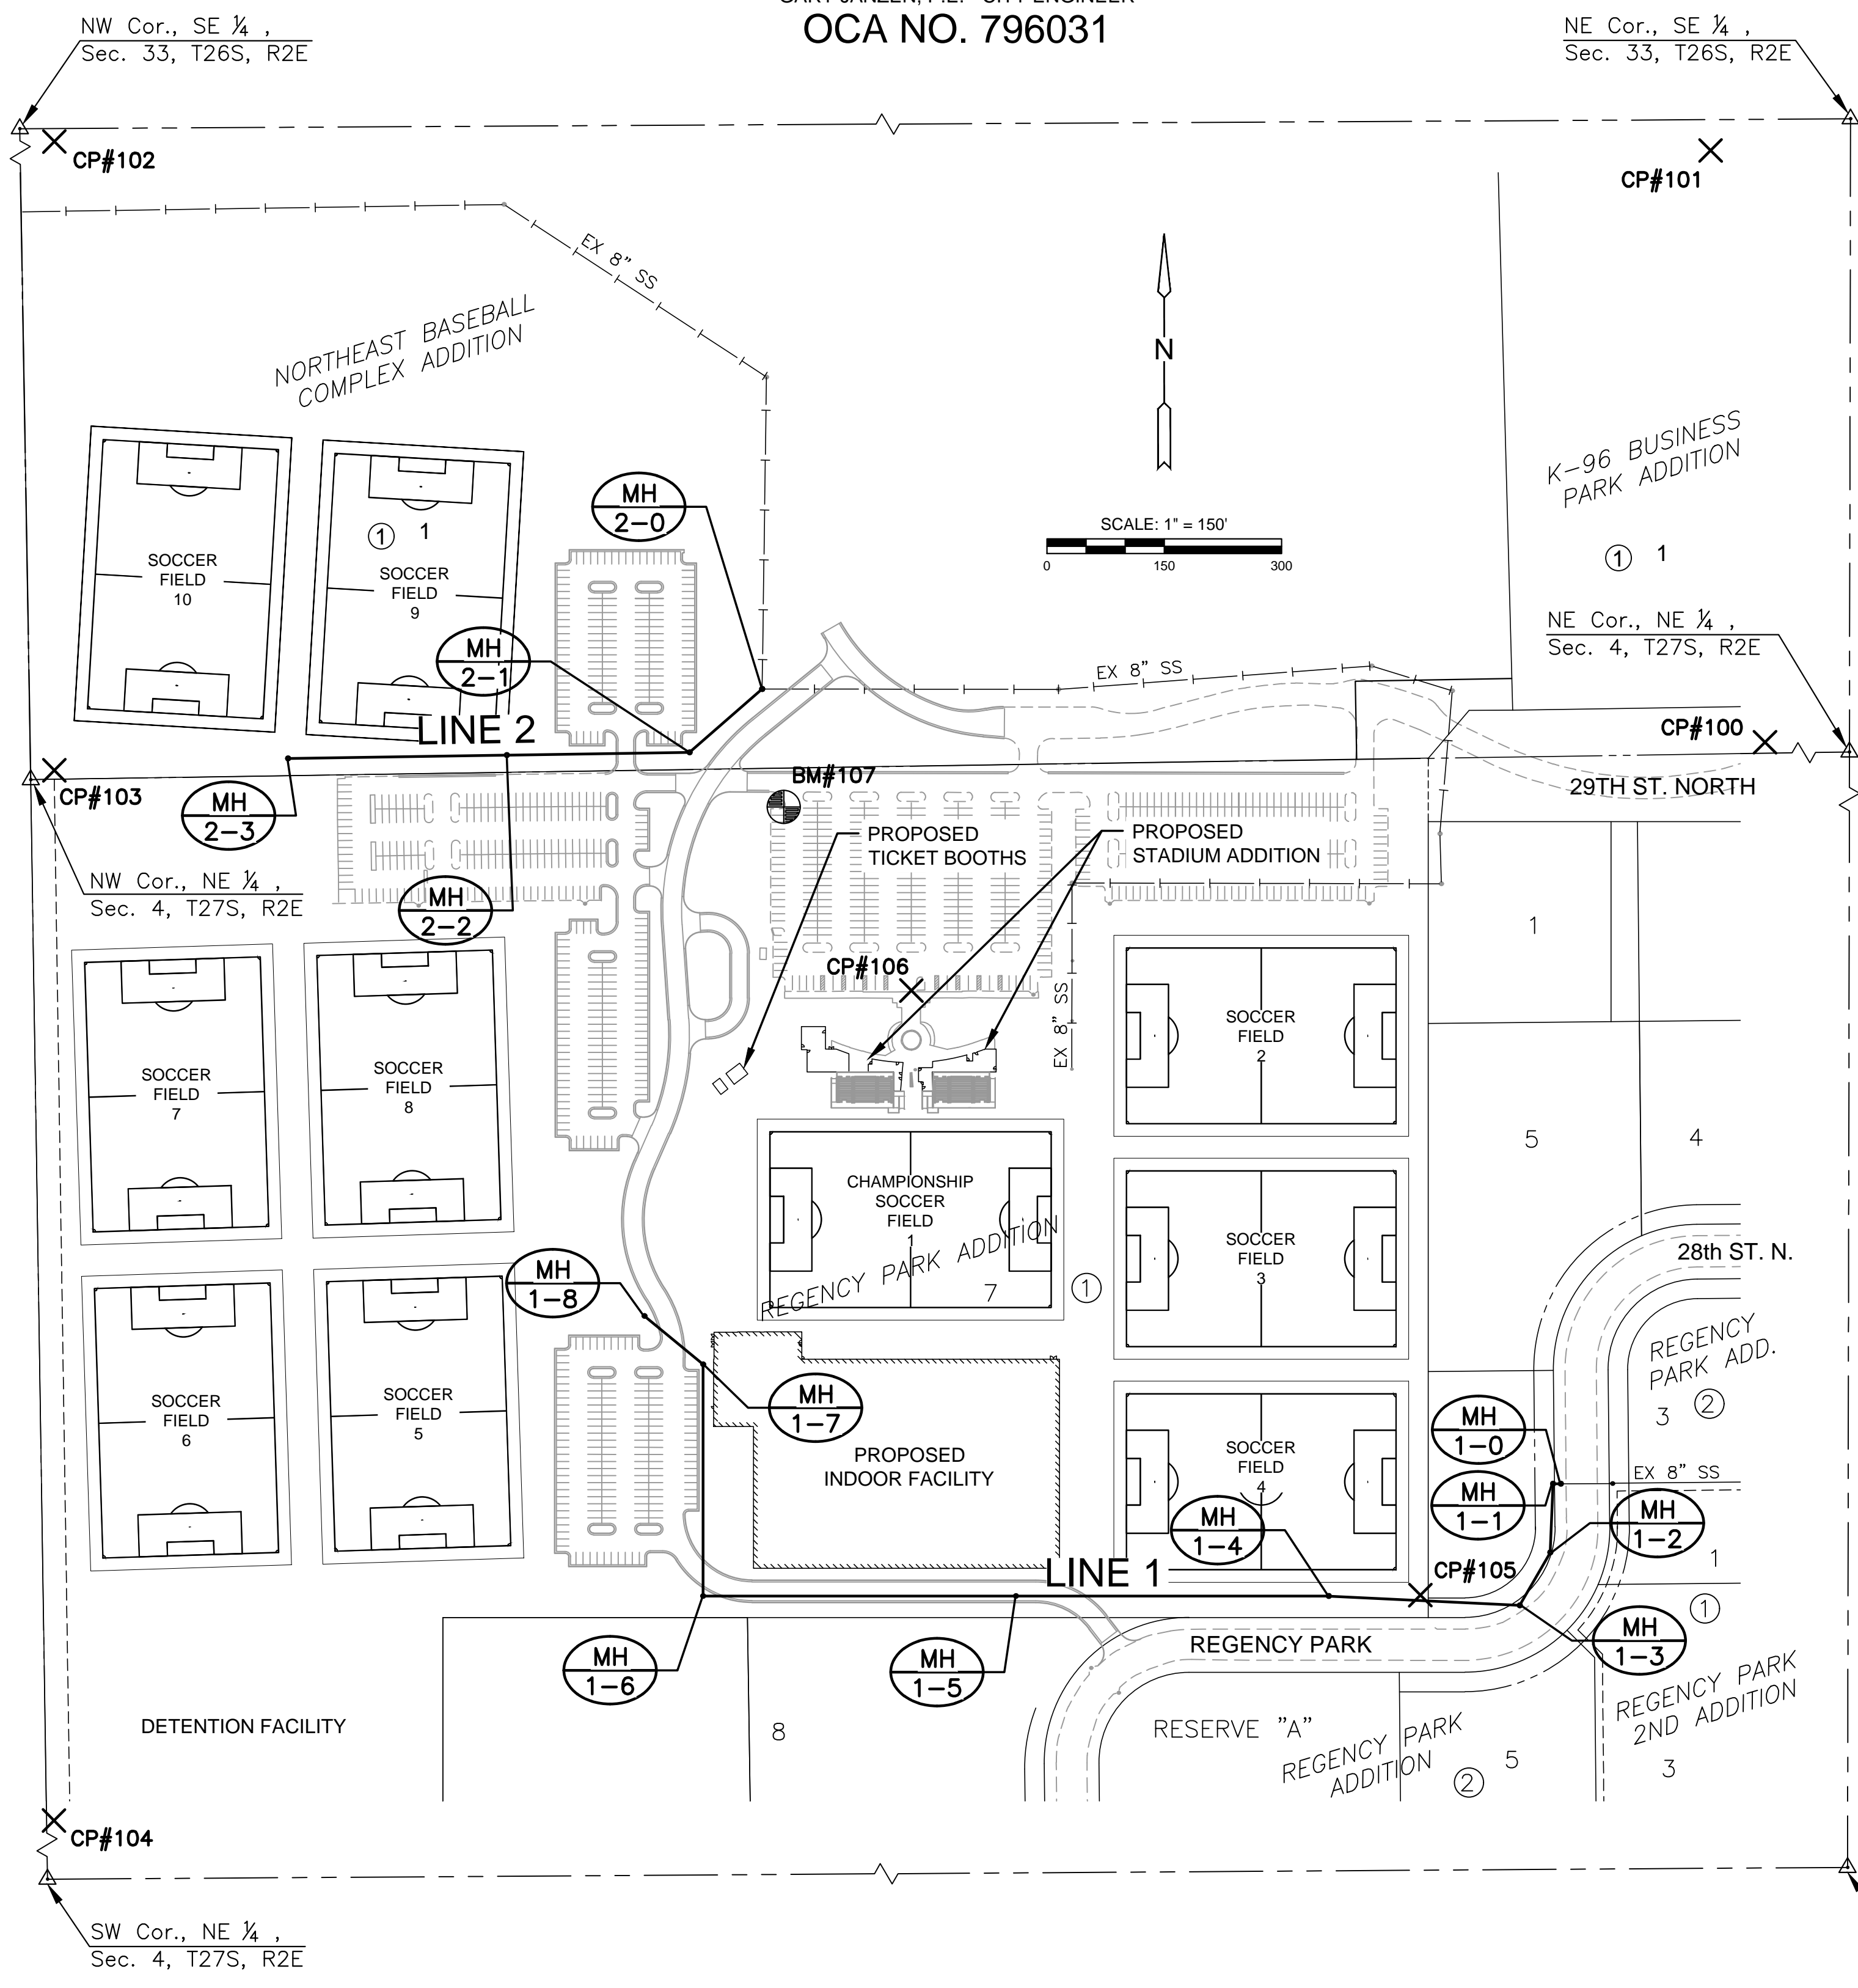 OCA NO. 796031
NW Cor., SE ¼ ,
Sec. 33, T26S, R2E
NE Cor., SE ¼ ,
Sec. 33, T26S, R2E
CP#102
CP#101
EX 8" SS
NORTHEAST BASEBALL
COMPLEX ADDITION
N
K-96 BUSINESS
PARK ADDITION
MH
2-0
SCALE: 1" = 150'
0 150 300
1 1
1 1
SOCCER
FIELD
10
SOCCER
FIELD
9
NE Cor., NE ¼ ,
Sec. 4, T27S, R2E
MH
2-1
EX 8" SS
LINE 2
CP#100
CP#103
BM#107
29TH ST. NORTH
MH
2-3
PROPOSED
TICKET BOOTHS
PROPOSED
STADIUM ADDITION
NW Cor., NE ¼ ,
Sec. 4, T27S, R2E
MH
2-2
1
CP#106
EX 8" SS
SOCCER
FIELD
2
SOCCER
FIELD
7
SOCCER
FIELD
8
5
4
CHAMPIONSHIP
SOCCER
FIELD
1
REGENCY PARK ADDITION
7
1
SOCCER
FIELD
3
28th ST. N.
MH
1-8
REGENCY
PARK ADD.
3 2
SOCCER
FIELD
6
SOCCER
FIELD
5
MH
1-7
MH
1-0
PROPOSED
INDOOR FACILITY
SOCCER
FIELD
4
EX 8" SS
MH
1-1
MH
1-2
MH
1-4
1
LINE 1
CP#105
1
MH
1-3
REGENCY PARK
MH
1-6
MH
1-5
REGENCY PARK
2ND ADDITION
3
DETENTION FACILITY
8
RESERVE "A"
REGENCY PARK
ADDITION
2
5
CP#104
SW Cor., NE ¼ ,
Sec. 4, T27S, R2E